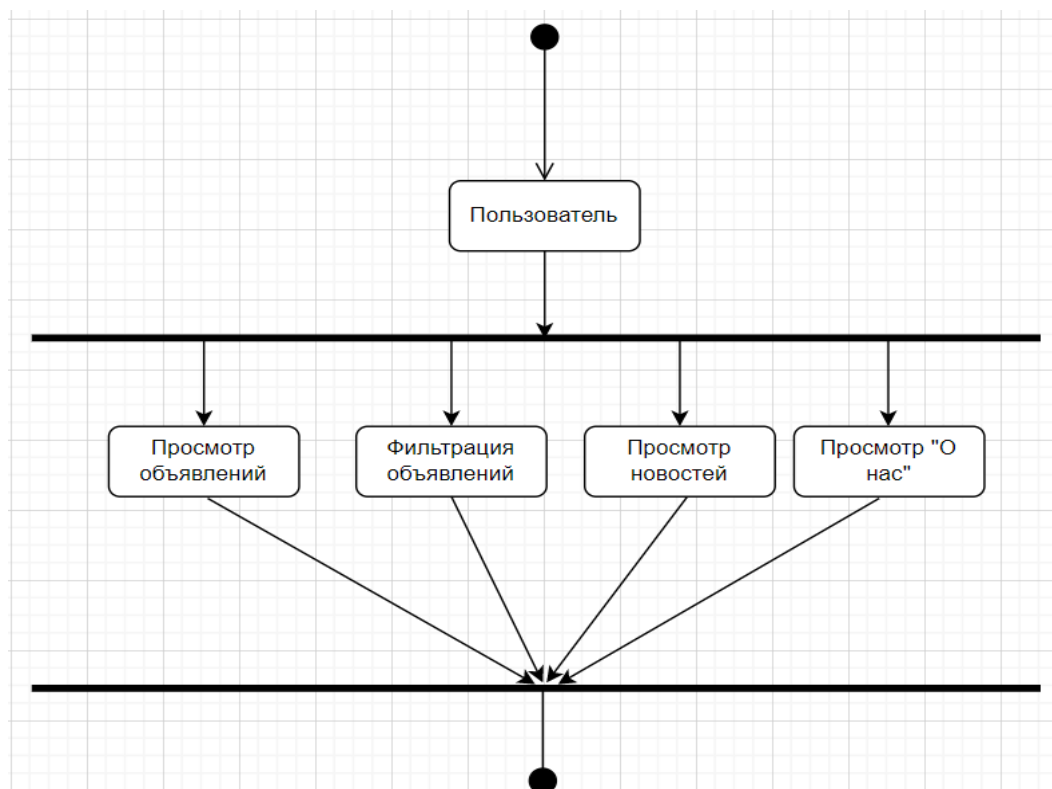 Пользователь
Просмотр
объявлений
Фильтрация
объявлений
Просмотр
новостей
Просмотр "О
нас"